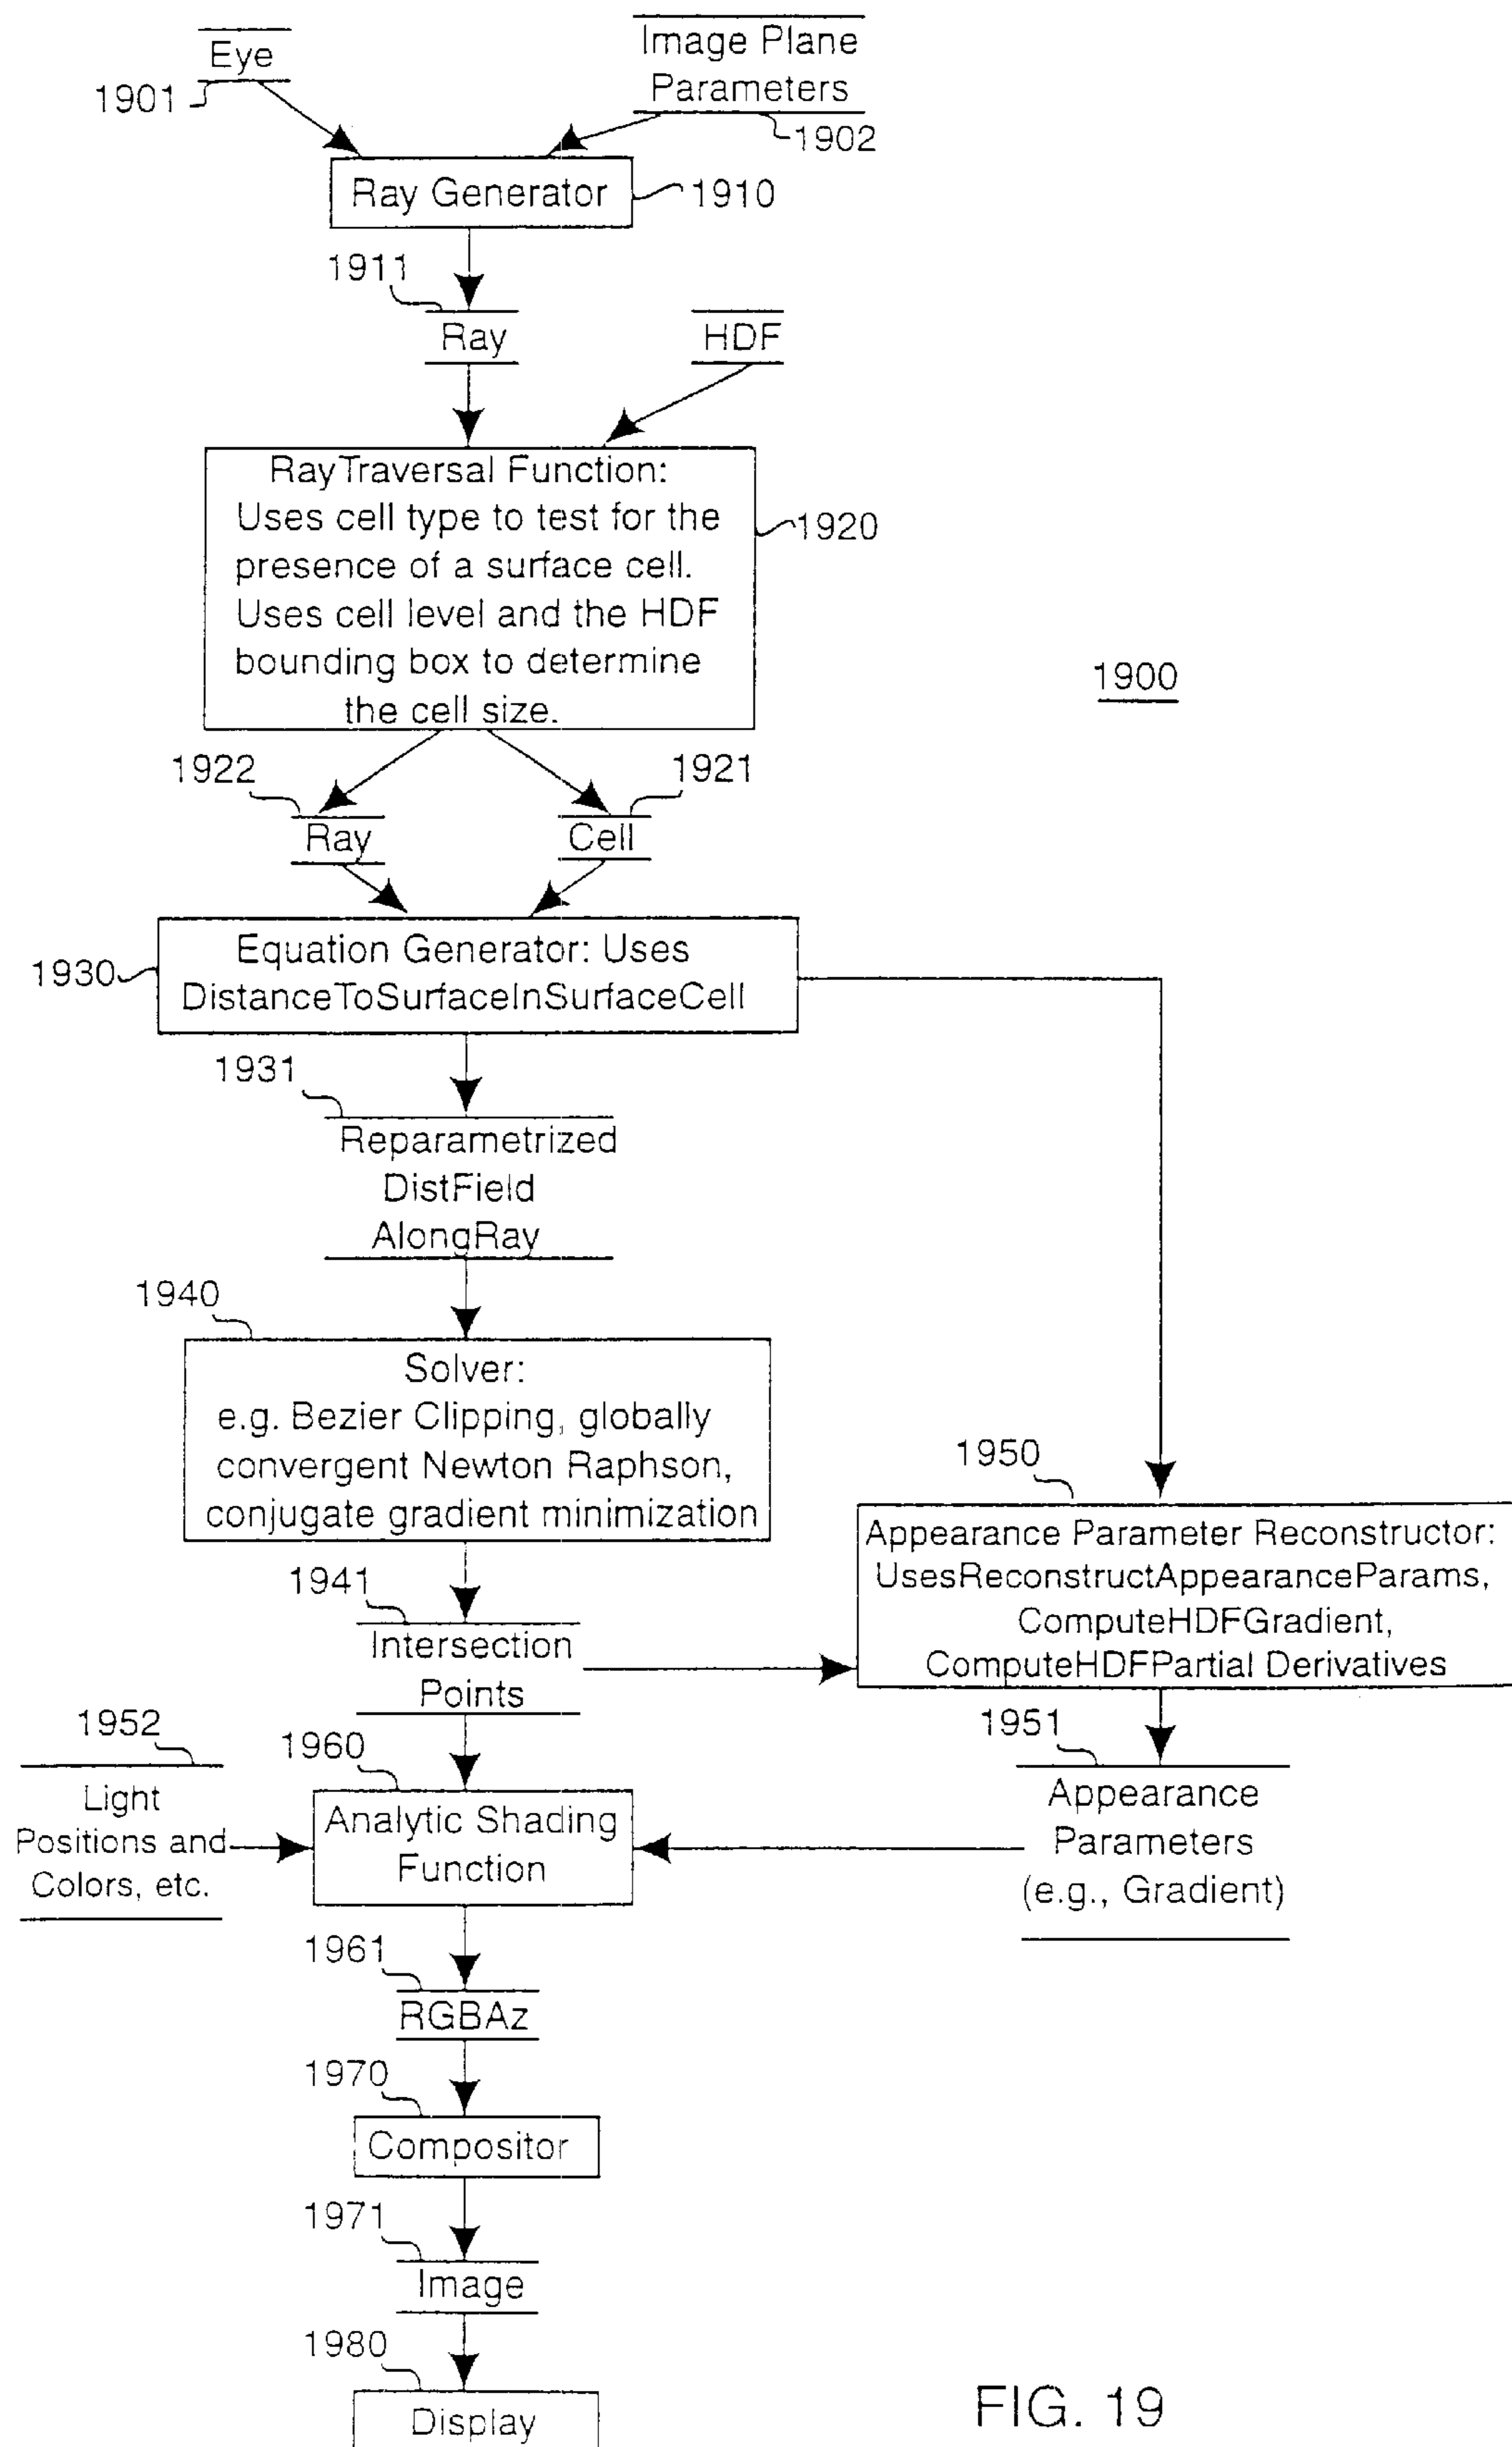 Eye
1901
Image Plane
Parameters
1902
Ray Generator
1910
1911
Ray
HDF
RayTraversal Function:
Uses cell type to test for the
presence of a surface cell.
Uses cell level and the HDF
bounding box to determine
the cell size.
1920
1900
1922
Ray
1921
Cell
1930
Equation Generator: Uses
DistanceToSurfaceInSurfaceCell
1931
Reparametrized
DistField
AlongRay
1940
Solver:
e.g. Bezier Clipping, globally
convergent Newton Raphson,
conjugate gradient minimization
1950
Appearance Parameter Reconstructor:
UsesReconstructAppearanceParams,
ComputeHDFGradient,
ComputeHDFPartial Derivatives
1941
Intersection
Points
1952
Light
Positions and
Colors, etc.
1960
Analytic Shading
Function
1951
Appearance
Parameters
(e.g., Gradient)
1961
RGBAz
1970
Compositor
1971
Image
1980
Display
FIG. 19